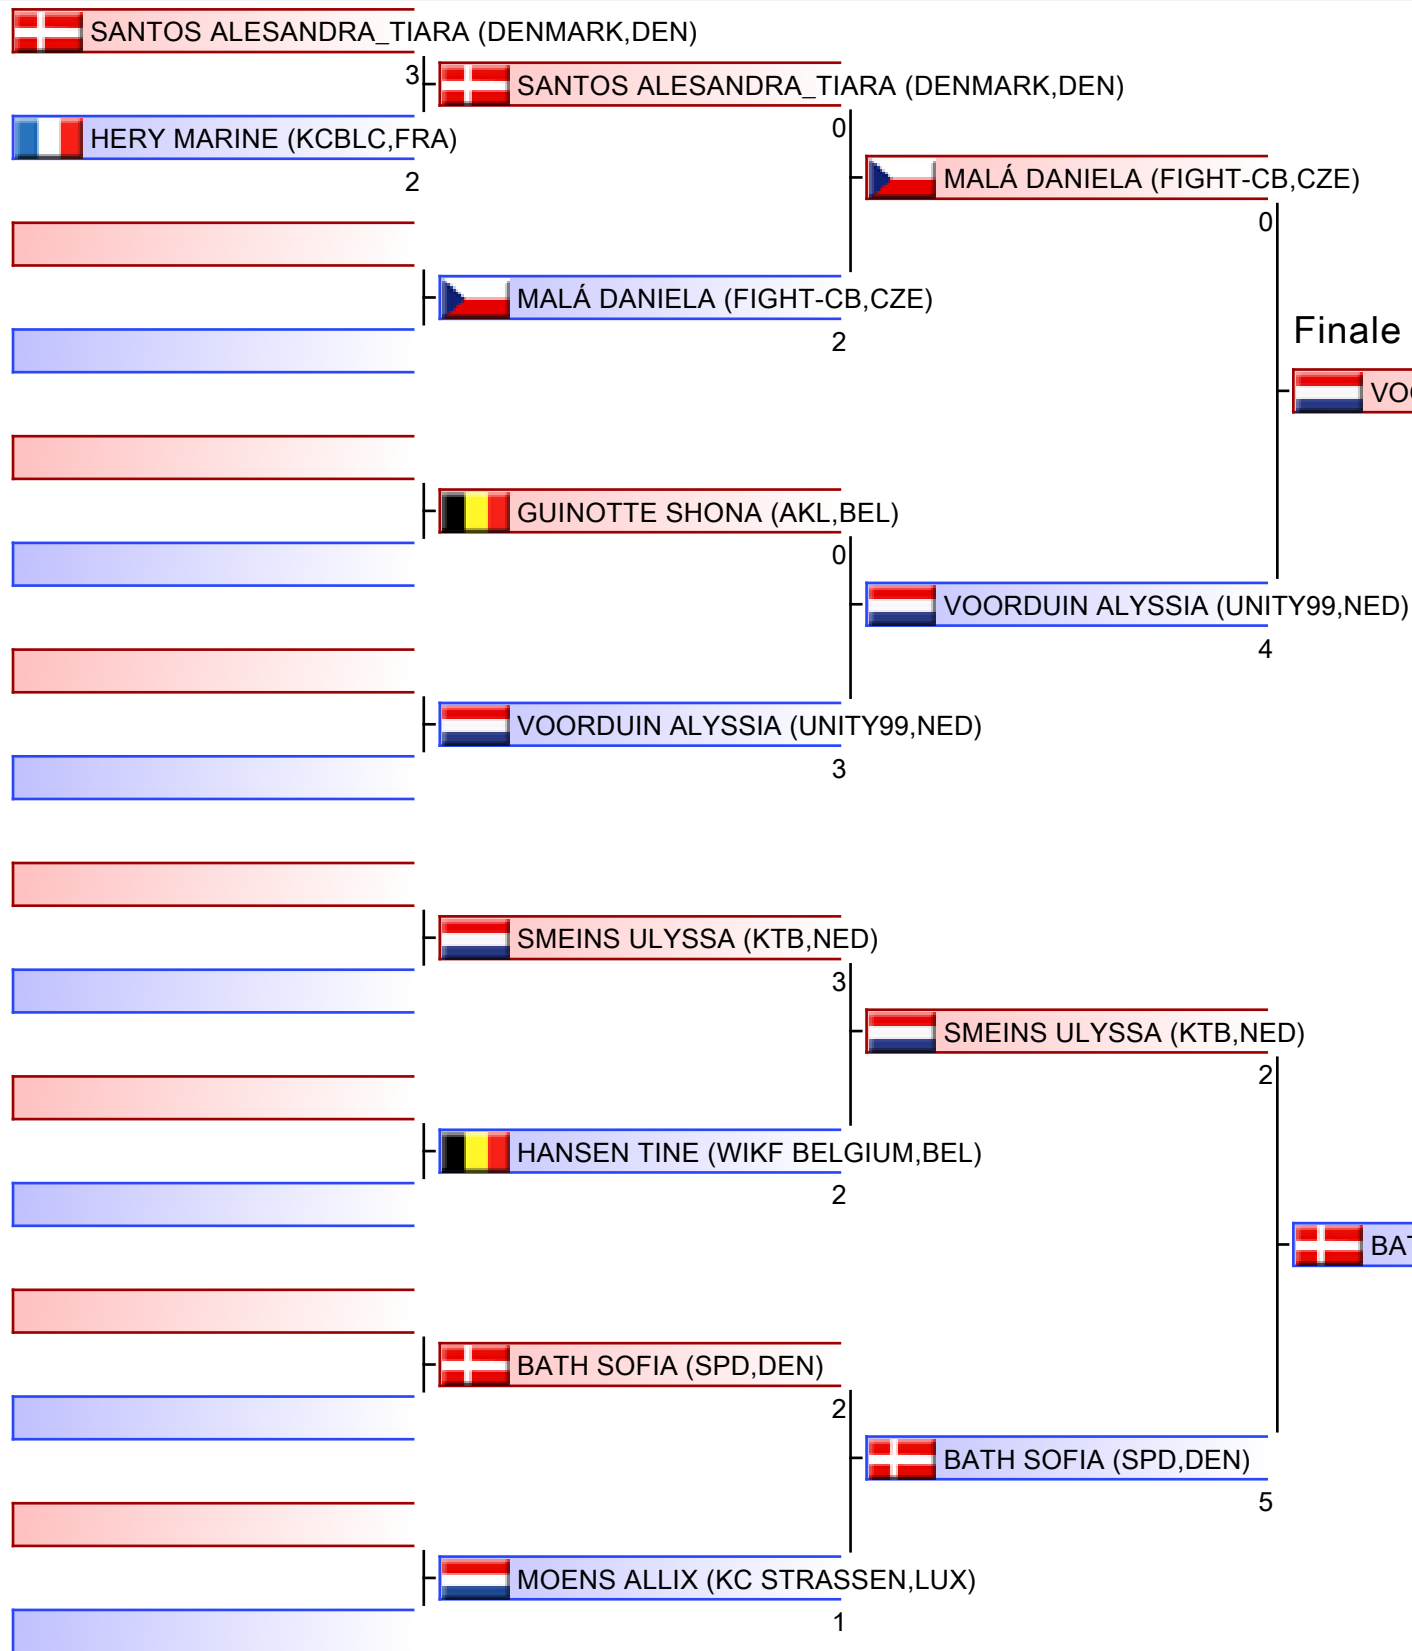 SANTOS ALESANDRA_TIARA (DENMARK,DEN)
3
HERY MARINE (KCBLC,FRA)
2
SANTOS ALESANDRA_TIARA (DENMARK,DEN)
0
MALÁ DANIELA (FIGHT-CB,CZE)
2
GUINOTTE SHONA (AKL,BEL)
0
VOORDUIN ALYSSIA (UNITY99,NED)
3
SMEINS ULYSSA (KTB,NED)
3
HANSEN TINE (WIKF BELGIUM,BEL)
2
BATH SOFIA (SPD,DEN)
2
MOENS ALLIX (KC STRASSEN,LUX)
1
MALÁ DANIELA (FIGHT-CB,CZE)
0
VOORDUIN ALYSSIA (UNITY99,NED)
4
SMEINS ULYSSA (KTB,NED)
2
BATH SOFIA (SPD,DEN)
5
Finale